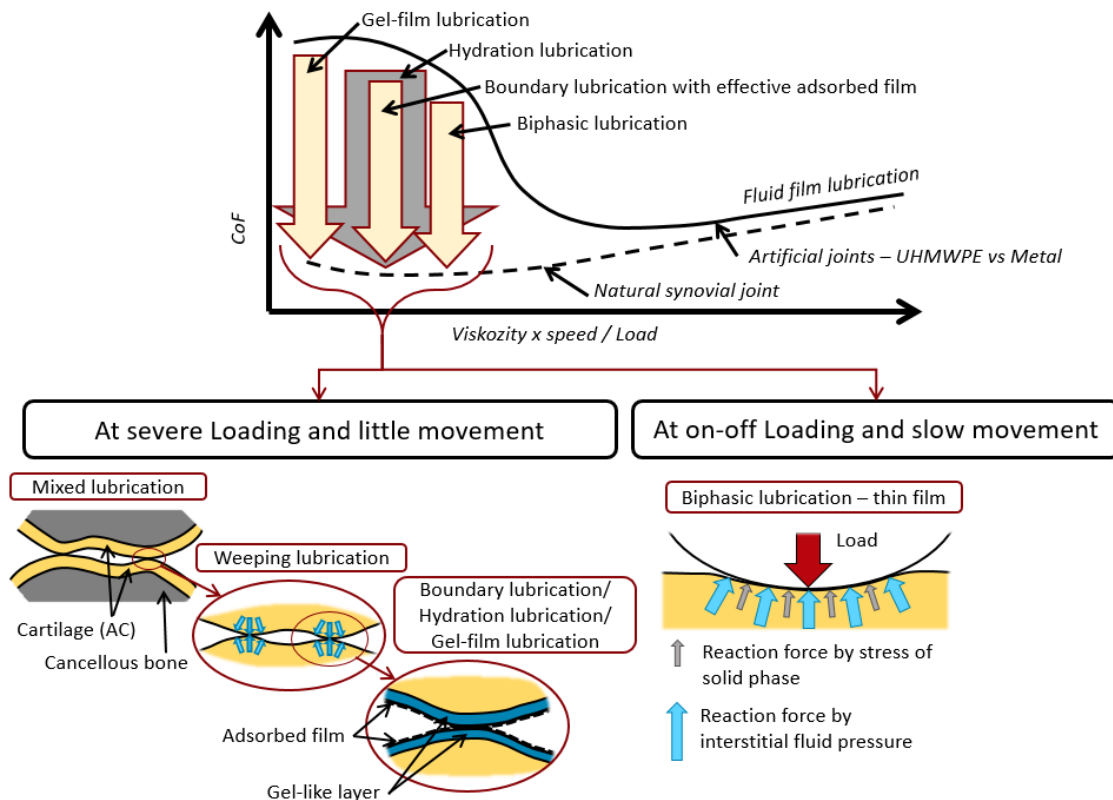 Gel-film lubrication
Hydration lubrication
Boundary lubrication with effective adsorbed film
Biphasic lubrication
Fluid film lubrication
CoF
Artificial joints – UHMWPE vs Metal
Natural synovial joint
Viskozity x speed / Load
At severe Loading and little movement
At on-off Loading and slow movement
Mixed lubrication
Cartilage (AC)
Cancellous bone
Weeping lubrication
Boundary lubrication/
Hydration lubrication/
Gel-film lubrication
Adsorbed film
Gel-like layer
Biphasic lubrication – thin film
Load
Reaction force by stress of
solid phase
Reaction force by
interstitial fluid pressure